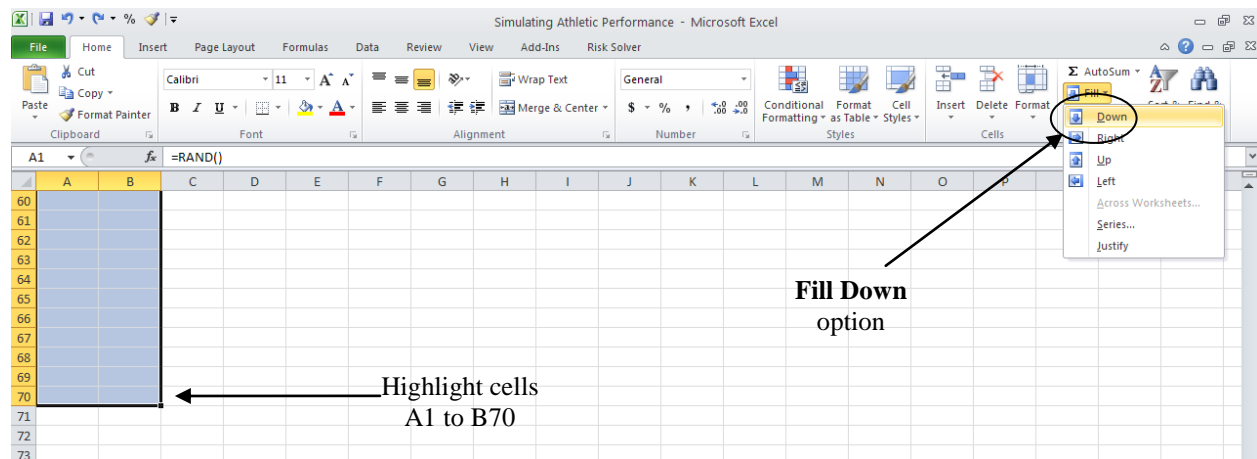 Simulating Athletic Performance - Microsoft Excel
File Home Insert Page Layout Formulas Data Review View Add-Ins Risk Solver
Cut
Copy
Format Painter
Paste
Clipboard
Calibri 11
B I U
Font
Wrap Text
Merge & Center
Alignment
General
$ % ,
Number
Conditional Formatting
Format as Table
Cell Styles
Styles
Insert Delete Format
Cells
Σ AutoSum
Fill
Down
Right
Up
Left
Across Worksheets...
Series...
Justify
A1 fx =RAND()
A B C D E F G H I J K L M N O P
60
61
62
63
64
65
66
67
68
69
70
71
72
73
Fill Down
option
Highlight cells
A1 to B70